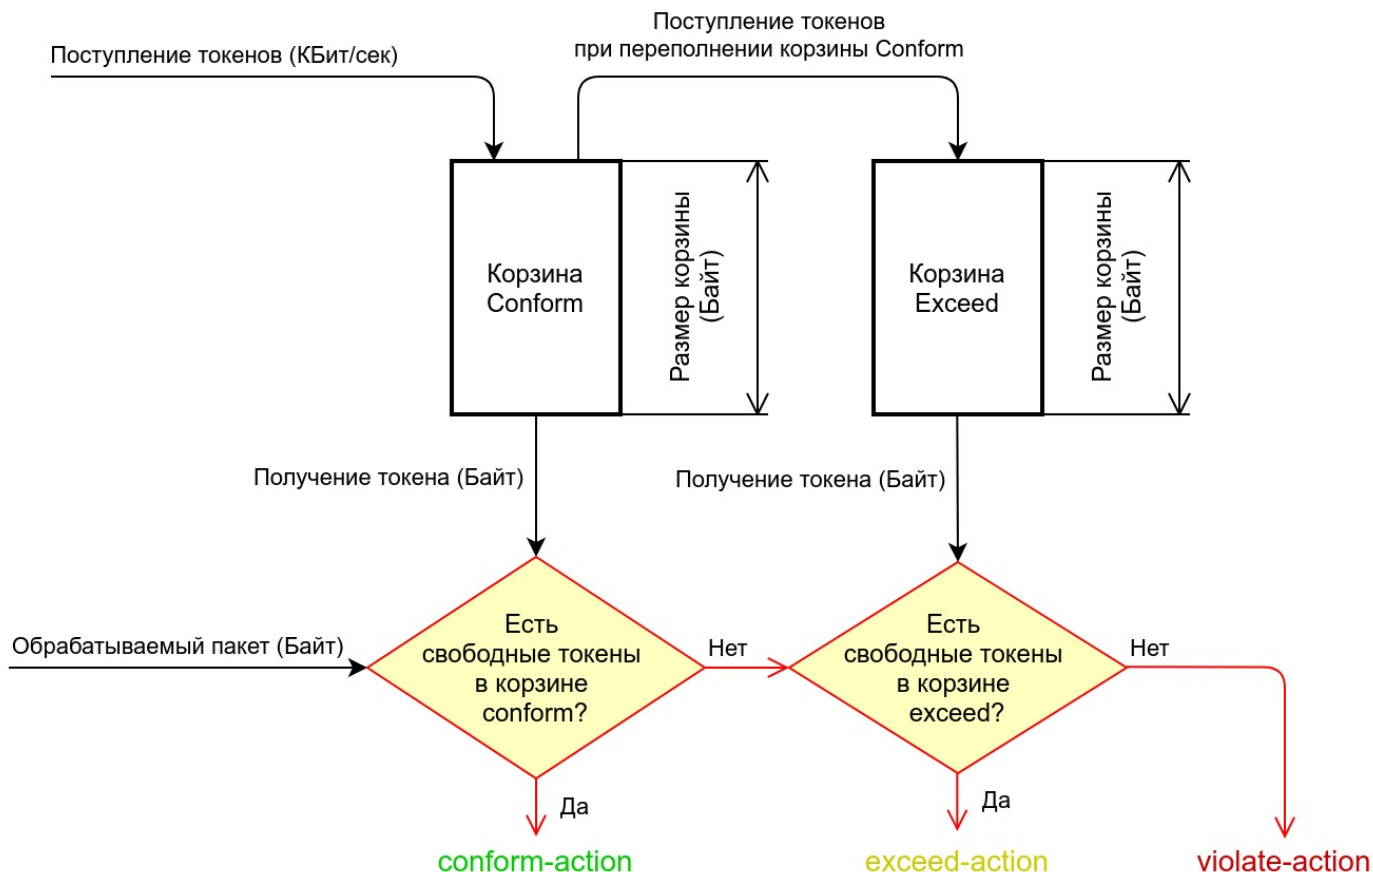 Поступление токенов (КБит/сек)
Поступление токенов
при переполнении корзины Conform
Корзина
Conform
Размер корзины
(Байт)
Корзина
Exceed
Размер корзины
(Байт)
Получение токена (Байт)
Получение токена (Байт)
Обрабатываемый пакет (Байт)
Есть
свободные токены
в корзине
conform?
Нет
Есть
свободные токены
в корзине
exceed?
Нет
Да
Да
conform-action
exceed-action
violate-action